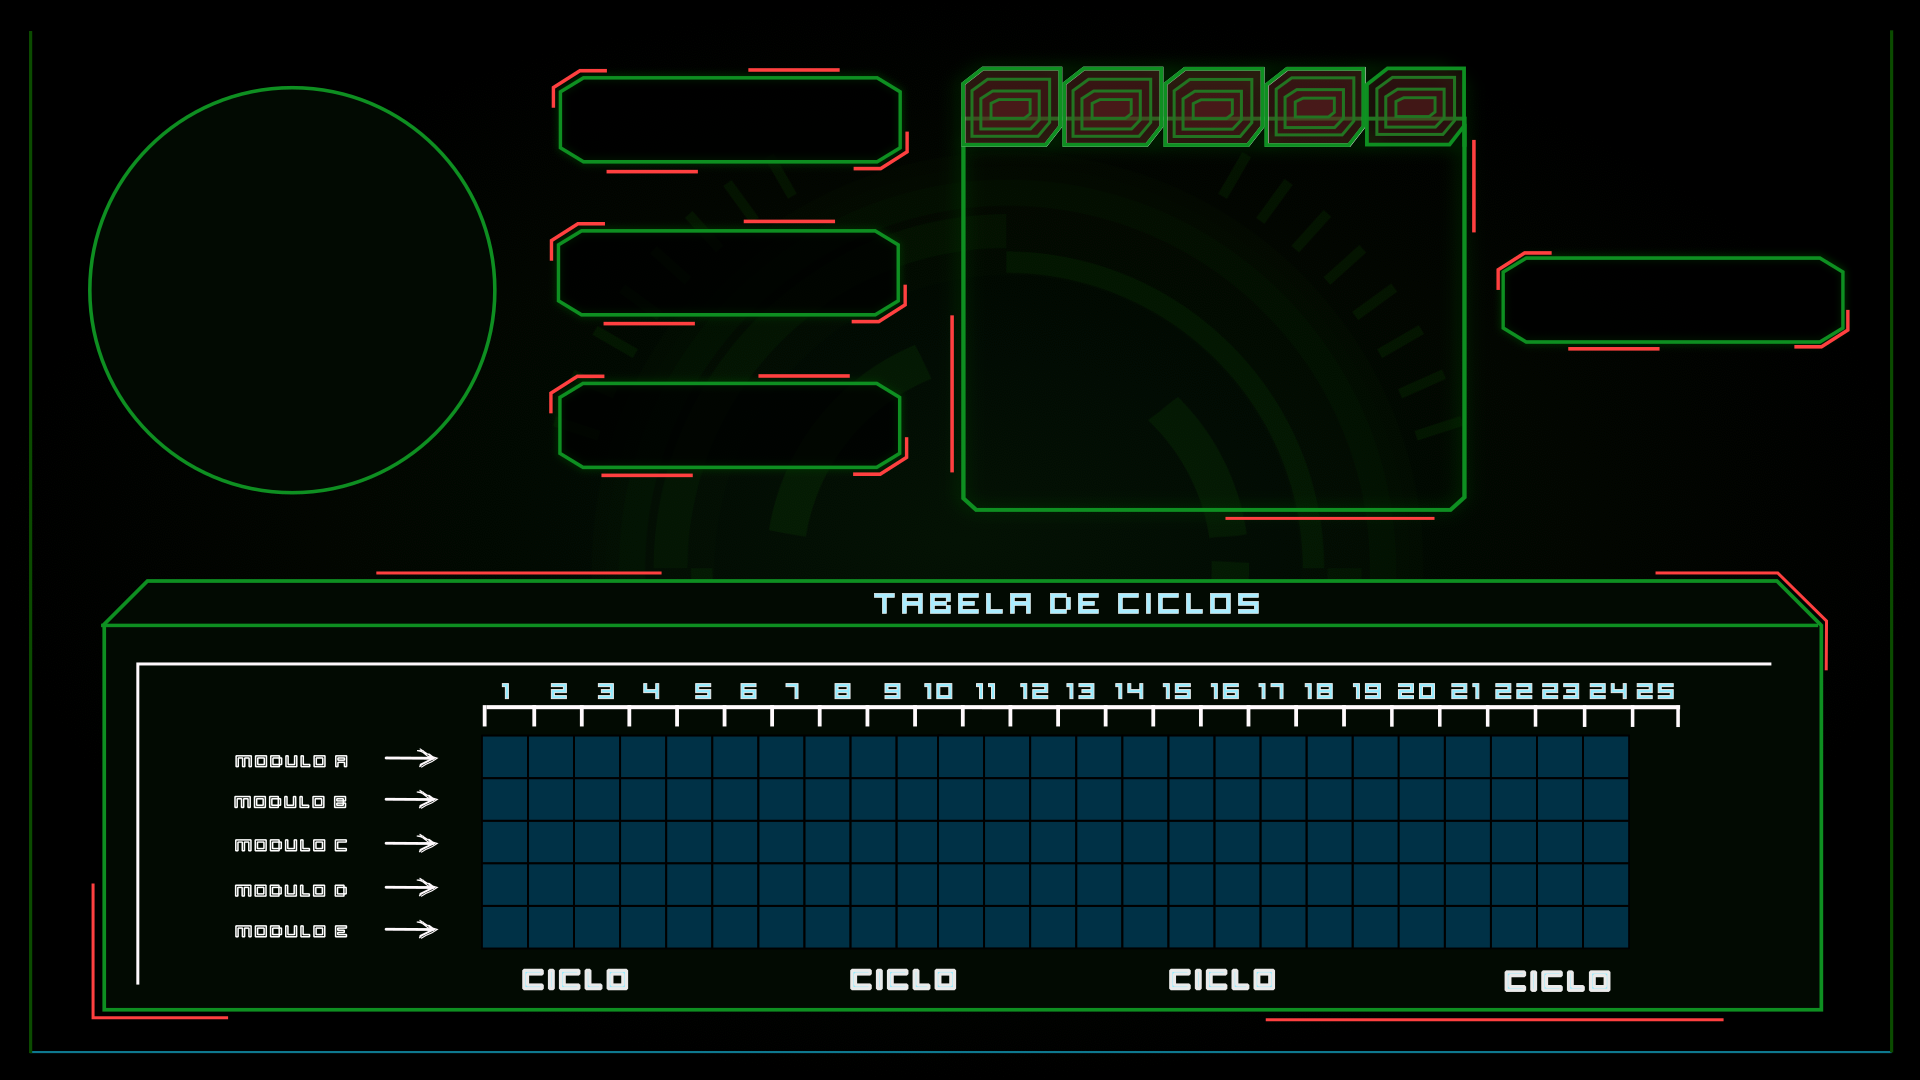 TABELA DE CICLOS
1 2 3 4 5 6 7 8 9 10 11 12 13 14 15 16 17 18 19 20 21 22 23 24 25
MODULO A
MODULO B
MODULO C
MODULO D
MODULO E
CICLO CICLO CICLO CICLO